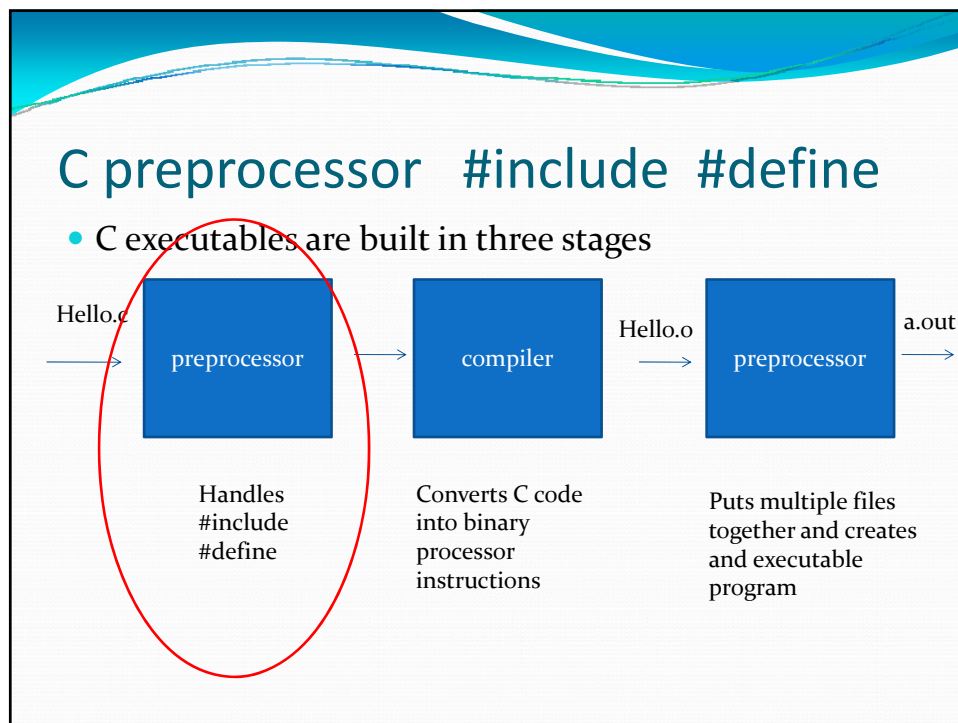 C preprocessor #include #define
• C executables are built in three stages
Hello.c
preprocessor
compiler
Hello.o
preprocessor
a.out
Handles
#include
#define
Converts C code
into binary
processor
instructions
Puts multiple files
together and creates
and executable
program